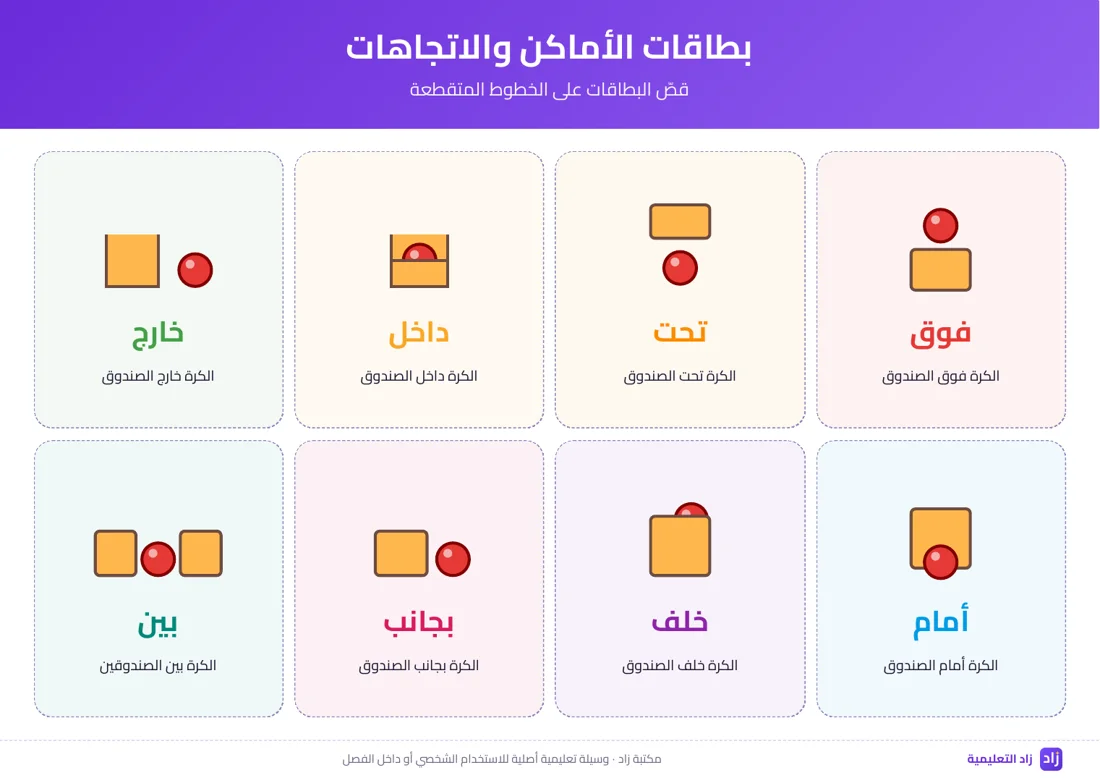 بطاقات الأماكن والاتجاهات
قصّ البطاقات على الخطوط المتقطعة
فوق
الكرة فوق الصندوق
تحت
الكرة تحت الصندوق
داخل
الكرة داخل الصندوق
خارج
الكرة خارج الصندوق
أمام
الكرة أمام الصندوق
خلف
الكرة خلف الصندوق
بجانب
الكرة بجانب الصندوق
بين
الكرة بين الصندوقين
زاد زاد التعليمية
مكتبة زاد · وسيلة تعليمية أصلية للاستخدام الشخصي أو داخل الفصل